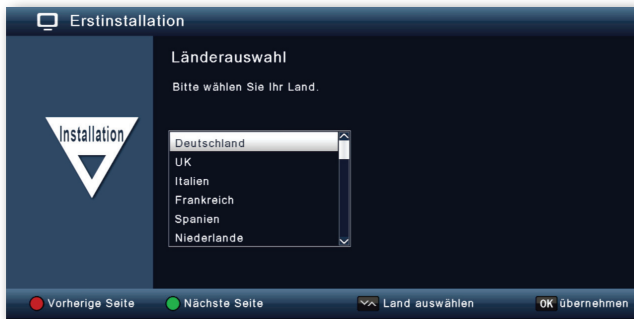 Erstinstallation
Länderauswahl
Bitte wählen Sie Ihr Land.
Installation
Deutschland
UK
Italien
Frankreich
Spanien
Niederlande
Vorherige Seite Nächste Seite Land auswählen OK übernehmen